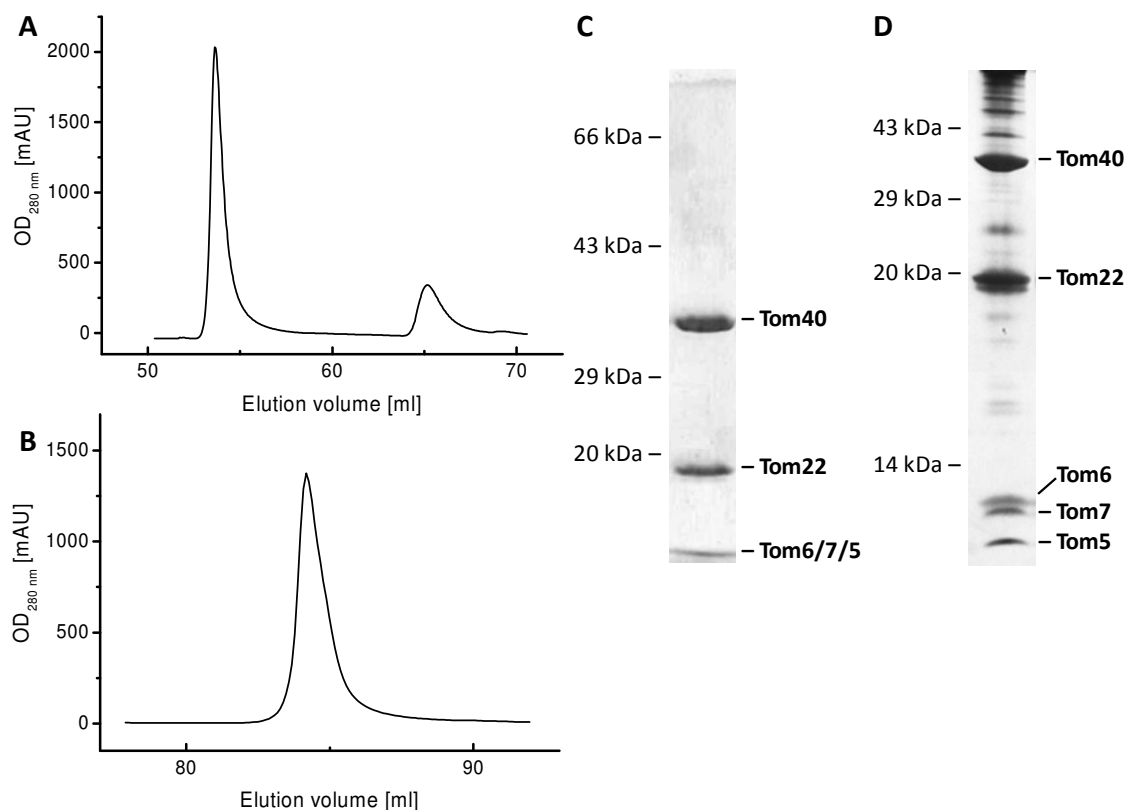 A
OD280 nm [mAU]
2000
1500
1000
500
0
50
60
70
Elution volume [ml]
B
OD280 nm [mAU]
1500
1000
500
0
80
90
Elution volume [ml]
C
66 kDa –
43 kDa –
29 kDa –
20 kDa –
– Tom40
– Tom22
– Tom6/7/5
D
43 kDa –
29 kDa –
20 kDa –
14 kDa –
– Tom40
– Tom22
Tom6
– Tom7
– Tom5